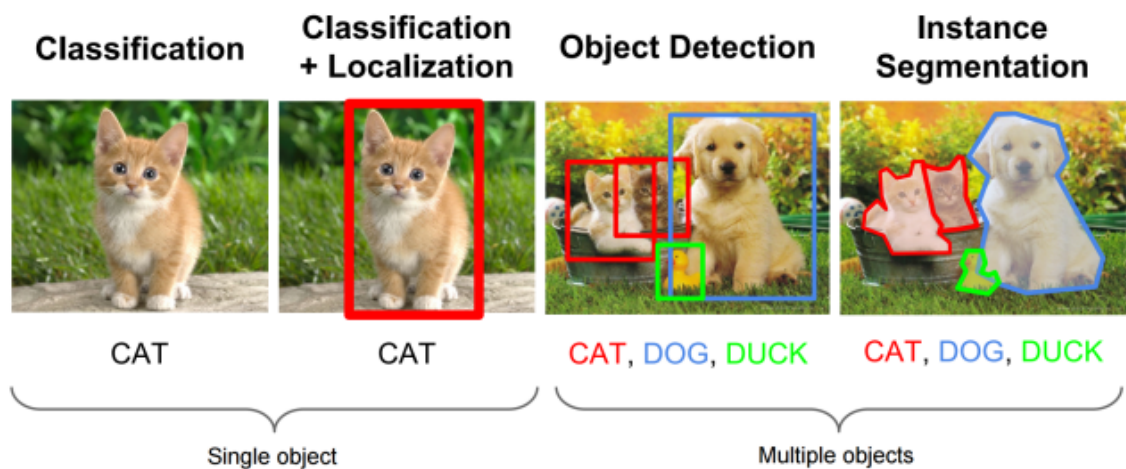 Classification
Classification
+ Localization
Object Detection
Instance
Segmentation
CAT
CAT
CAT, DOG, DUCK
CAT, DOG, DUCK
Single object
Multiple objects